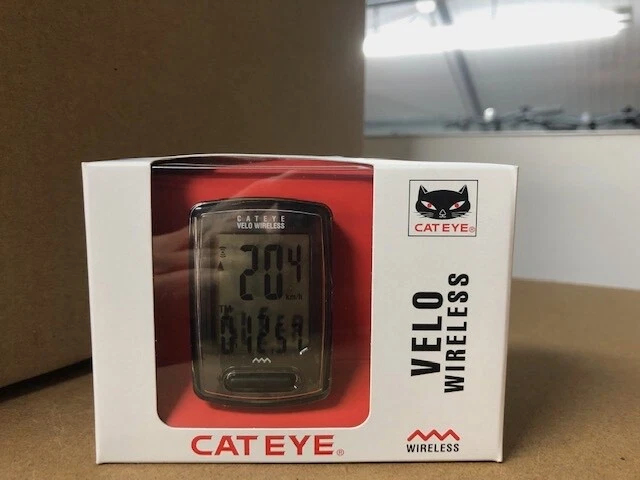 CATEYE
VELO WIRELESS
20.4
km/h
CATEYE®
VELO
WIRELESS
WIRELESS
CATEYE®